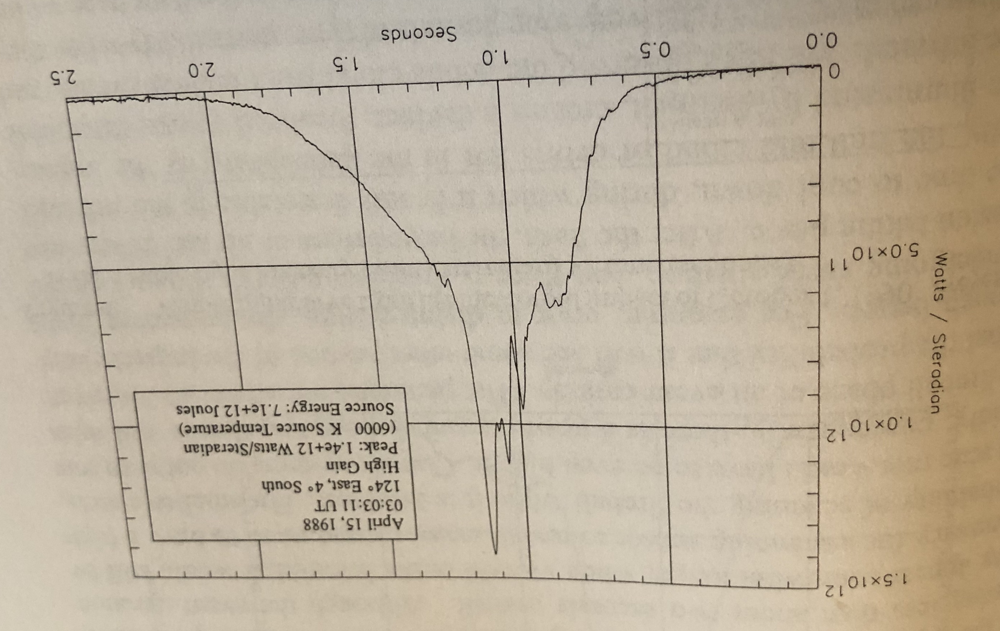 April 15, 1988
03:03:11 UT
124° East, 4° South
High Gain
Peak: 1.4e+12 Watts/Steradian
(6000 K Source Temperature)
Source Energy: 7.1e+12 Joules
1.5×10¹²
1.0×10¹²
5.0×10¹¹
0
Watts / Steradian
0.0 0.5 1.0 1.5 2.0 2.5
Seconds